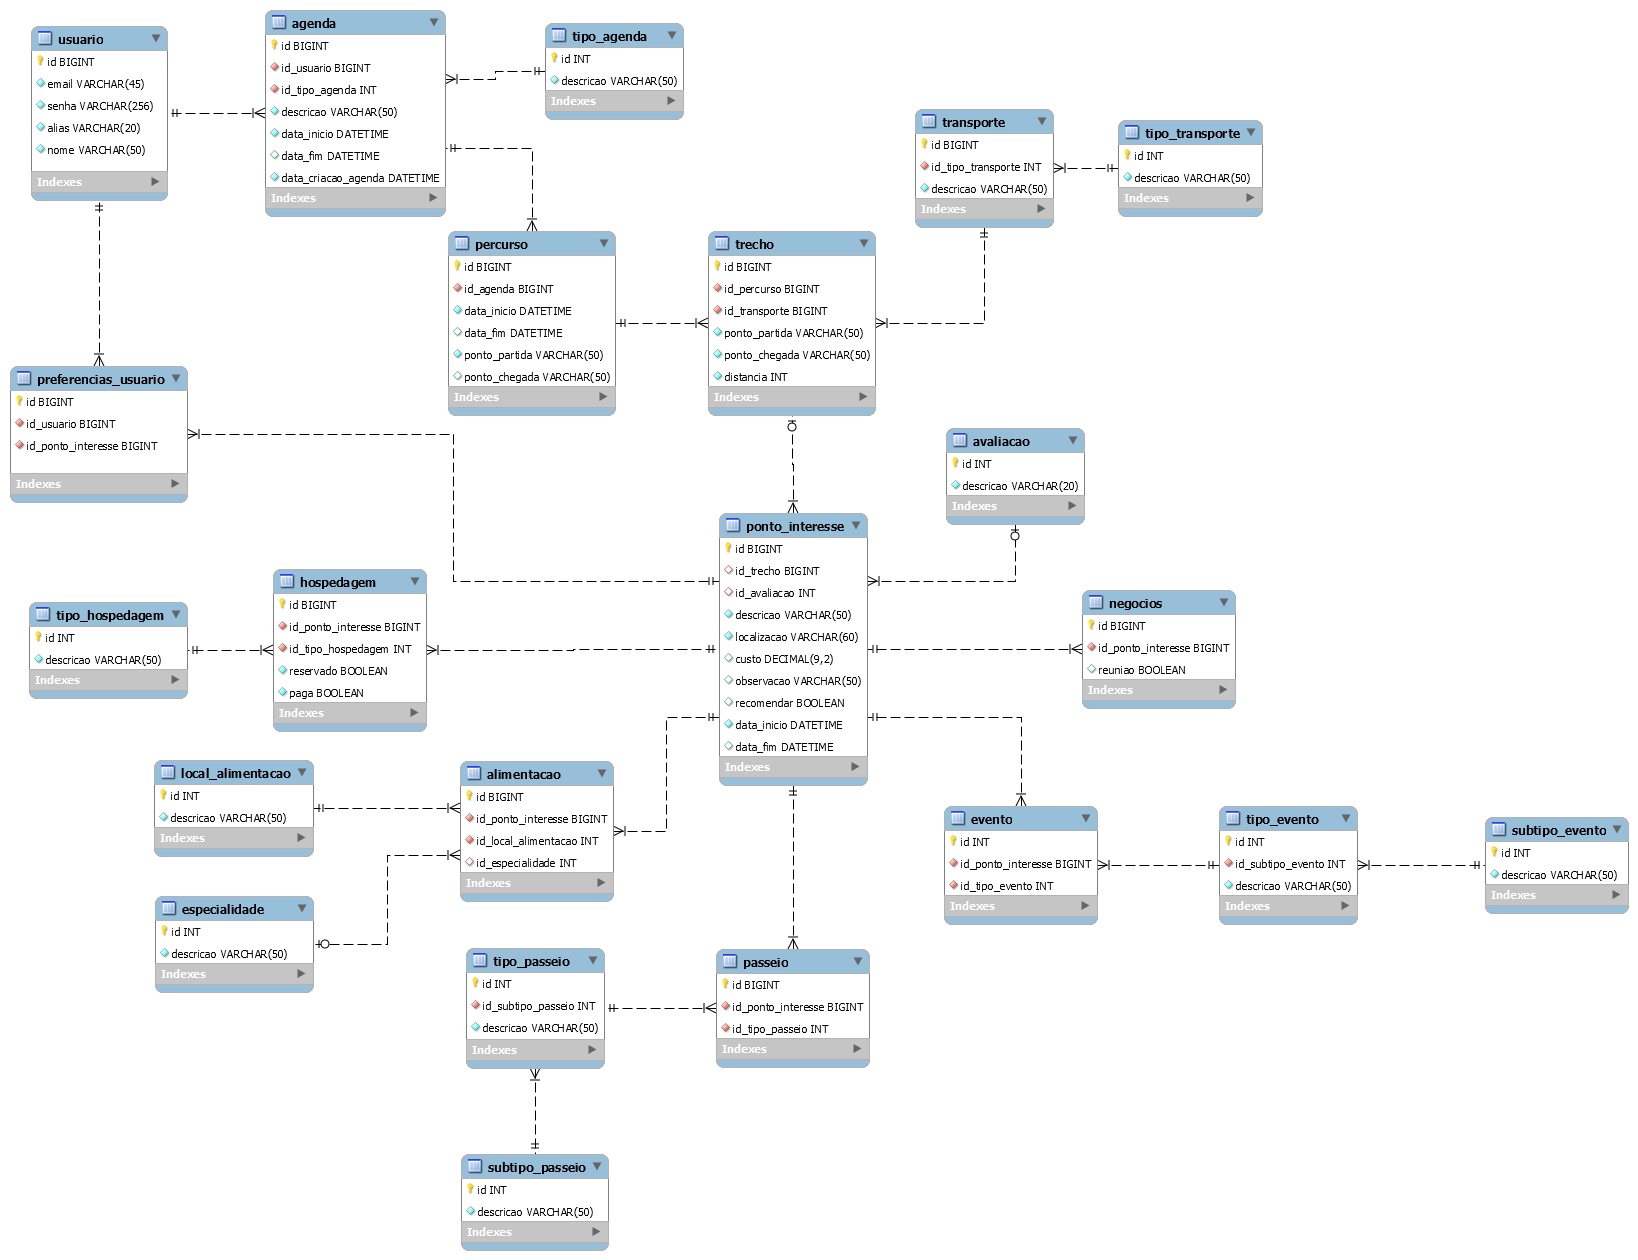 usuario
id BIGINT
email VARCHAR(45)
senha VARCHAR(256)
alias VARCHAR(20)
nome VARCHAR(50)
Indexes
agenda
id BIGINT
id_usuario BIGINT
id_tipo_agenda INT
descricao VARCHAR(50)
data_inicio DATETIME
data_fim DATETIME
data_criacao_agenda DATETIME
Indexes
tipo_agenda
id INT
descricao VARCHAR(50)
Indexes
transporte
id BIGINT
id_tipo_transporte INT
descricao VARCHAR(50)
Indexes
tipo_transporte
id INT
descricao VARCHAR(50)
Indexes
percurso
id BIGINT
id_agenda BIGINT
data_inicio DATETIME
data_fim DATETIME
ponto_partida VARCHAR(50)
ponto_chegada VARCHAR(50)
Indexes
trecho
id BIGINT
id_percurso BIGINT
id_transporte BIGINT
ponto_partida VARCHAR(50)
ponto_chegada VARCHAR(50)
distancia INT
Indexes
preferencias_usuario
id BIGINT
id_usuario BIGINT
id_ponto_interesse BIGINT
Indexes
avaliacao
id INT
descricao VARCHAR(20)
Indexes
ponto_interesse
id BIGINT
id_trecho BIGINT
id_avaliacao INT
descricao VARCHAR(50)
localizacao VARCHAR(60)
custo DECIMAL(9,2)
observacao VARCHAR(50)
recomendar BOOLEAN
data_inicio DATETIME
data_fim DATETIME
Indexes
tipo_hospedagem
id INT
descricao VARCHAR(50)
Indexes
hospedagem
id BIGINT
id_ponto_interesse BIGINT
id_tipo_hospedagem INT
reservado BOOLEAN
paga BOOLEAN
Indexes
negocios
id BIGINT
id_ponto_interesse BIGINT
reuniao BOOLEAN
Indexes
local_alimentacao
id INT
descricao VARCHAR(50)
Indexes
alimentacao
id BIGINT
id_ponto_interesse BIGINT
id_local_alimentacao INT
id_especialidade INT
Indexes
evento
id INT
id_ponto_interesse BIGINT
id_tipo_evento INT
Indexes
tipo_evento
id INT
id_subtipo_evento INT
descricao VARCHAR(50)
Indexes
subtipo_evento
id INT
descricao VARCHAR(50)
Indexes
especialidade
id INT
descricao VARCHAR(50)
Indexes
tipo_passeio
id INT
id_subtipo_passeio INT
descricao VARCHAR(50)
Indexes
passeio
id BIGINT
id_ponto_interesse BIGINT
id_tipo_passeio INT
Indexes
subtipo_passeio
id INT
descricao VARCHAR(50)
Indexes